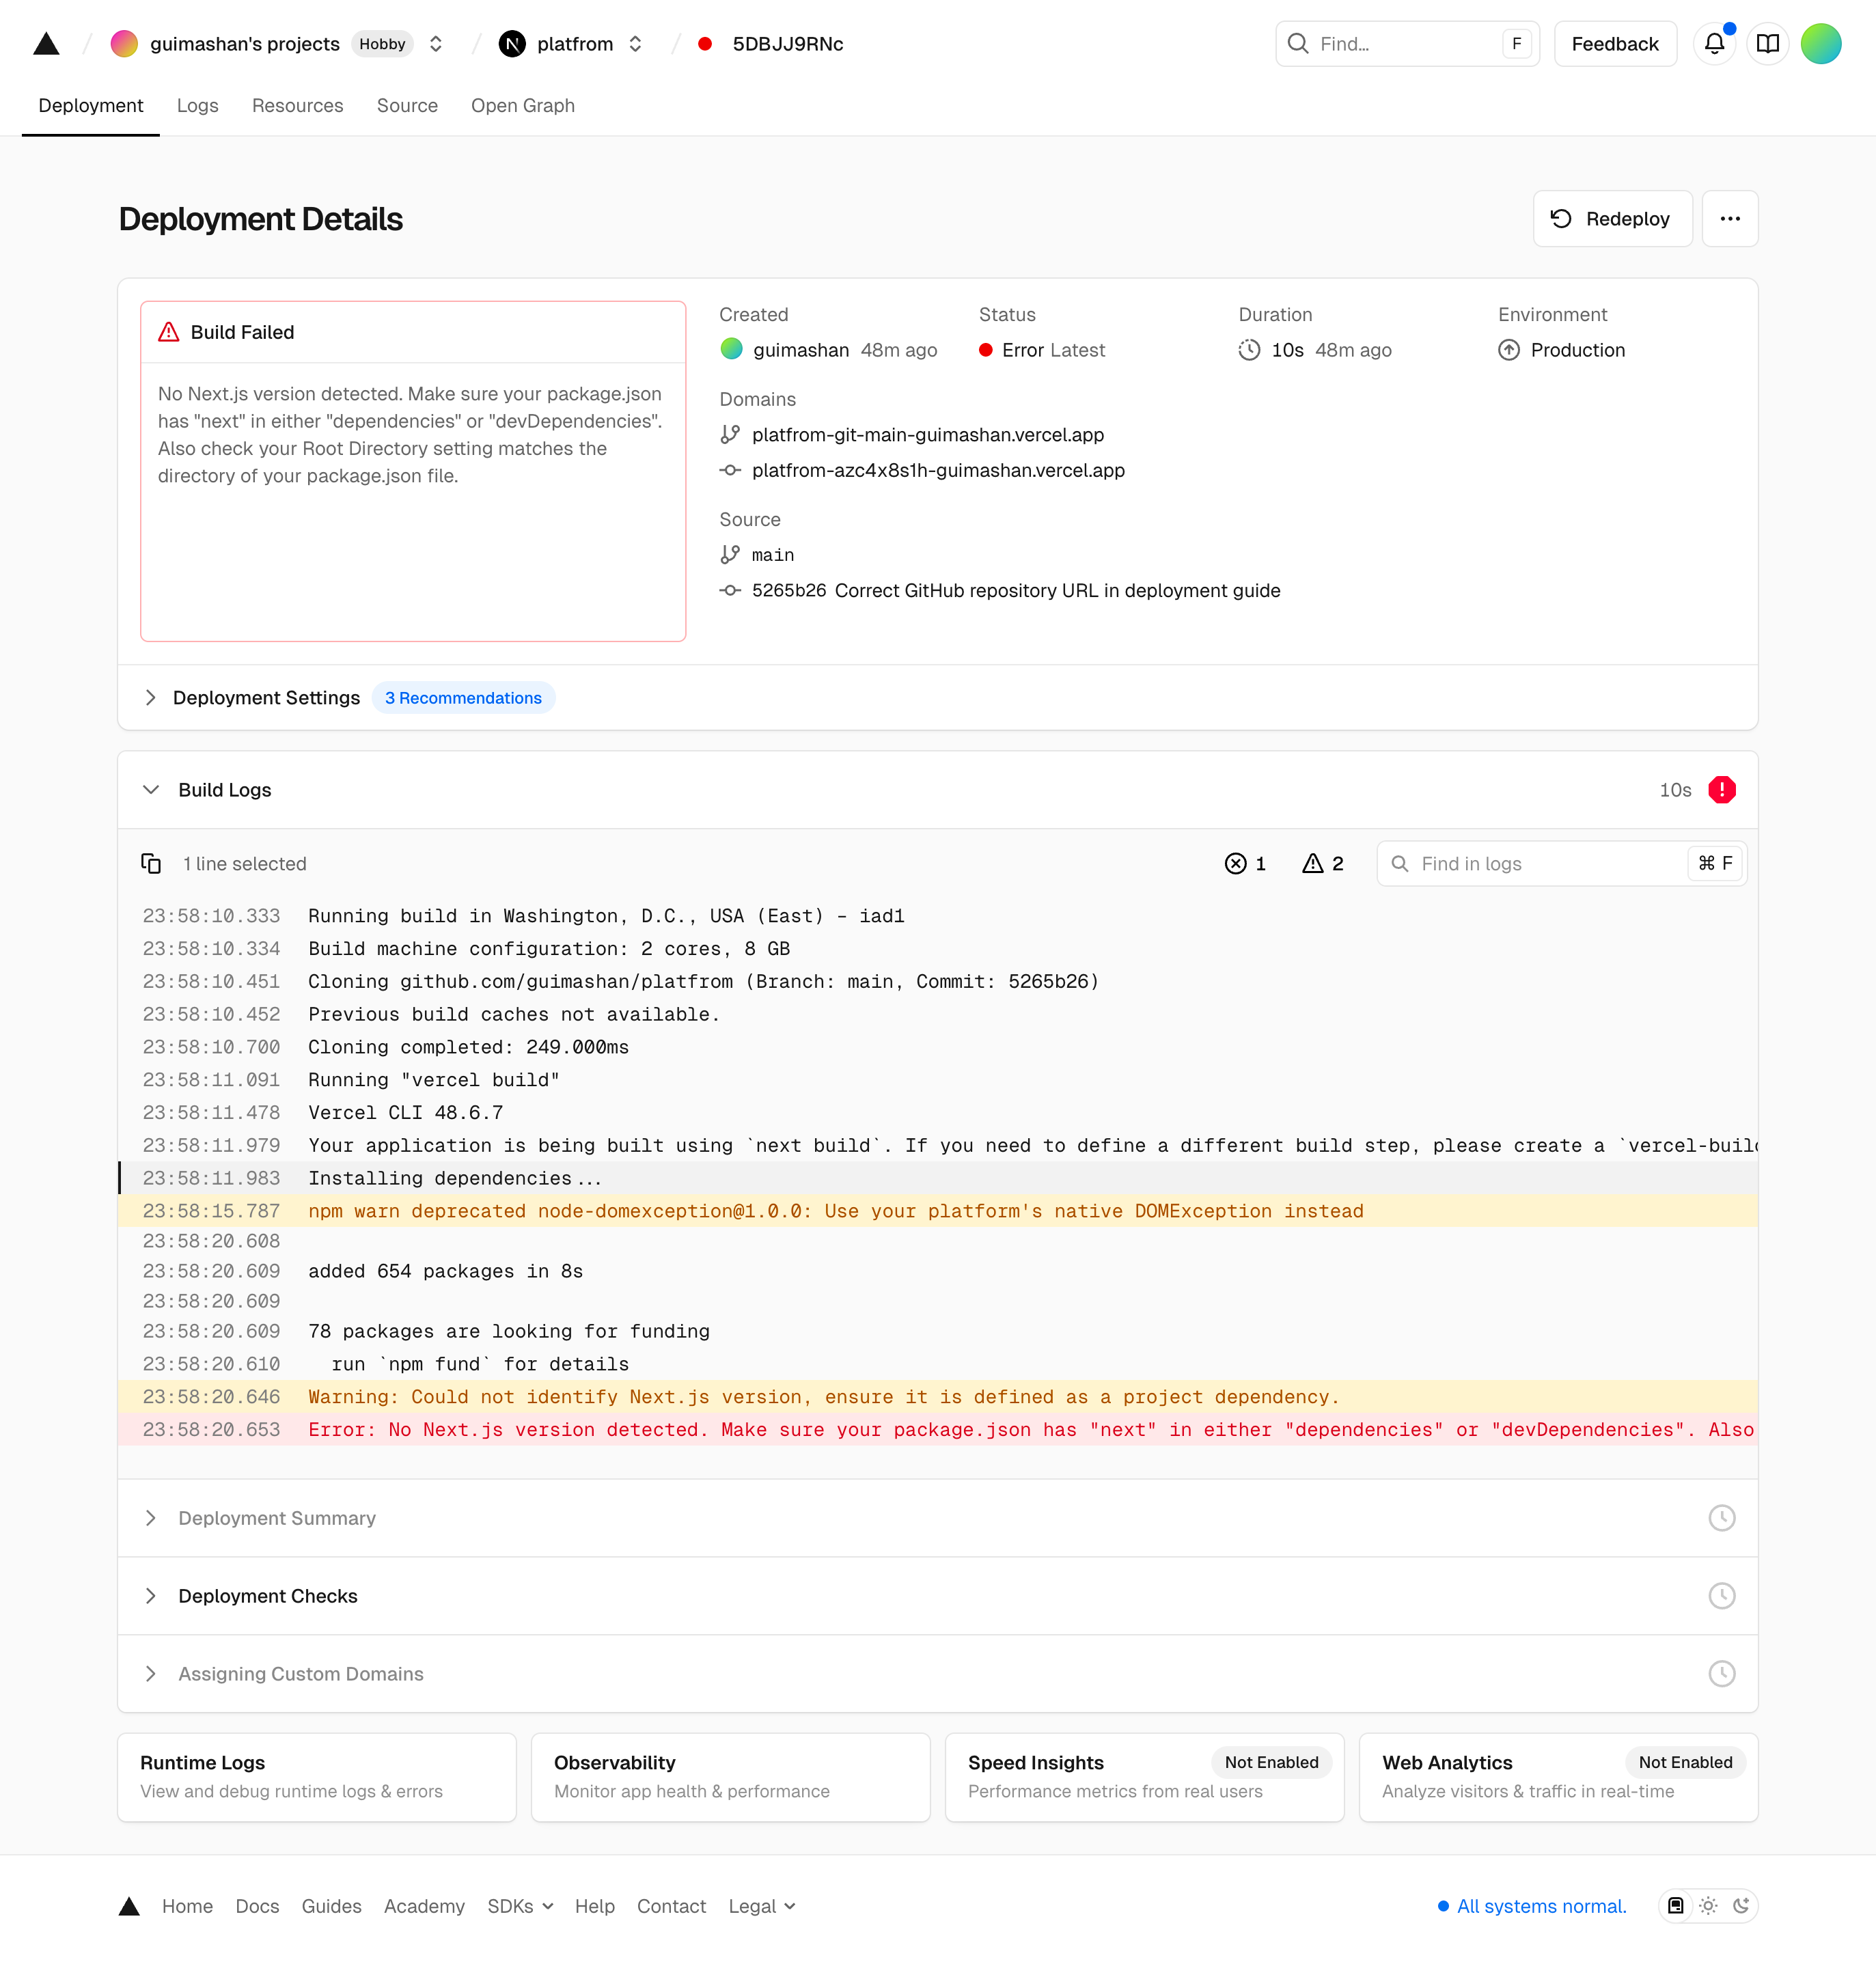 guimashan's projects Hobby platfrom 5DBJJ9RNc Find... F Feedback
Deployment Logs Resources Source Open Graph
Deployment Details
Redeploy
Build Failed
No Next.js version detected. Make sure your package.json
has "next" in either "dependencies" or "devDependencies".
Also check your Root Directory setting matches the
directory of your package.json file.
Created
guimashan 48m ago
Status
Error Latest
Duration
10s 48m ago
Environment
Production
Domains
platfrom-git-main-guimashan.vercel.app
platfrom-azc4x8s1h-guimashan.vercel.app
Source
main
5265b26 Correct GitHub repository URL in deployment guide
Deployment Settings 3 Recommendations
Build Logs 10s
1 line selected 1 2 Find in logs ⌘ F
23:58:10.333 Running build in Washington, D.C., USA (East) – iad1
23:58:10.334 Build machine configuration: 2 cores, 8 GB
23:58:10.451 Cloning github.com/guimashan/platfrom (Branch: main, Commit: 5265b26)
23:58:10.452 Previous build caches not available.
23:58:10.700 Cloning completed: 249.000ms
23:58:11.091 Running "vercel build"
23:58:11.478 Vercel CLI 48.6.7
23:58:11.979 Your application is being built using `next build`. If you need to define a different build step, please create a `vercel-build
23:58:11.983 Installing dependencies...
23:58:15.787 npm warn deprecated node-domexception@1.0.0: Use your platform's native DOMException instead
23:58:20.608
23:58:20.609 added 654 packages in 8s
23:58:20.609
23:58:20.609 78 packages are looking for funding
23:58:20.610 run `npm fund` for details
23:58:20.646 Warning: Could not identify Next.js version, ensure it is defined as a project dependency.
23:58:20.653 Error: No Next.js version detected. Make sure your package.json has "next" in either "dependencies" or "devDependencies". Also
Deployment Summary
Deployment Checks
Assigning Custom Domains
Runtime Logs
View and debug runtime logs & errors
Observability
Monitor app health & performance
Speed Insights Not Enabled
Performance metrics from real users
Web Analytics Not Enabled
Analyze visitors & traffic in real-time
Home Docs Guides Academy SDKs Help Contact Legal All systems normal.